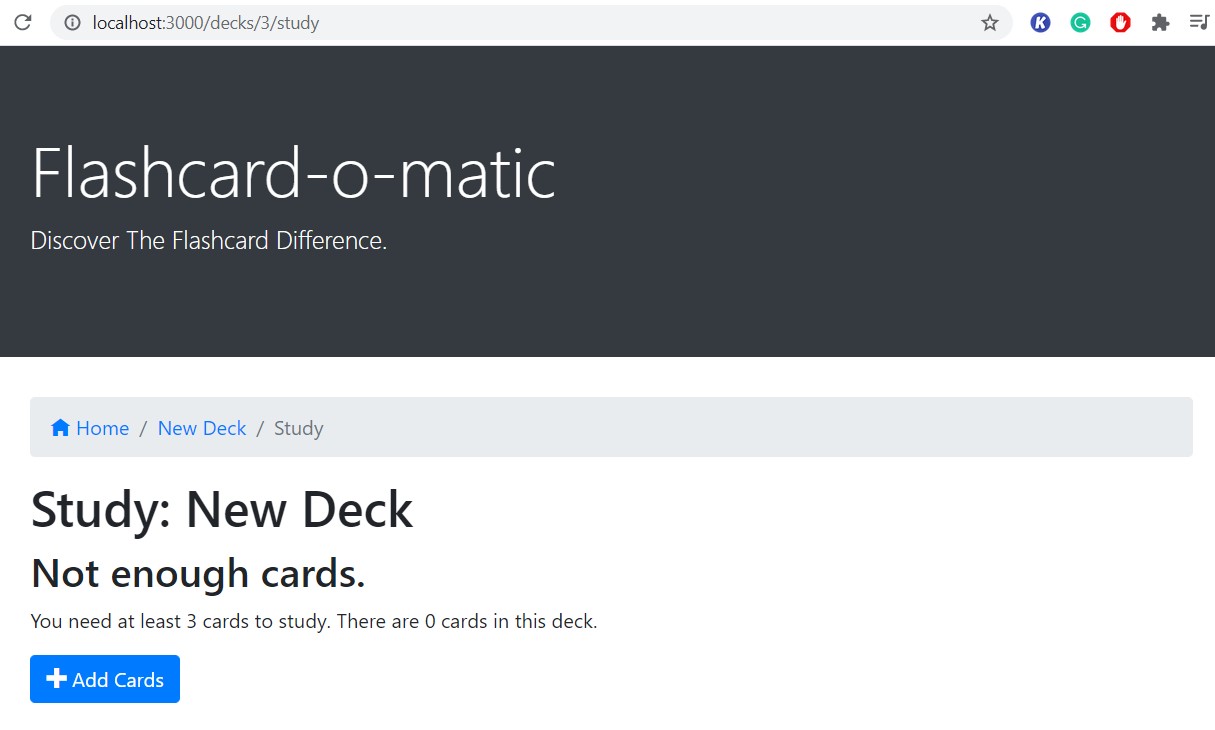 localhost:3000/decks/3/study
Flashcard-o-matic
Discover The Flashcard Difference.
Home / New Deck / Study
Study: New Deck
Not enough cards.
You need at least 3 cards to study. There are 0 cards in this deck.
Add Cards